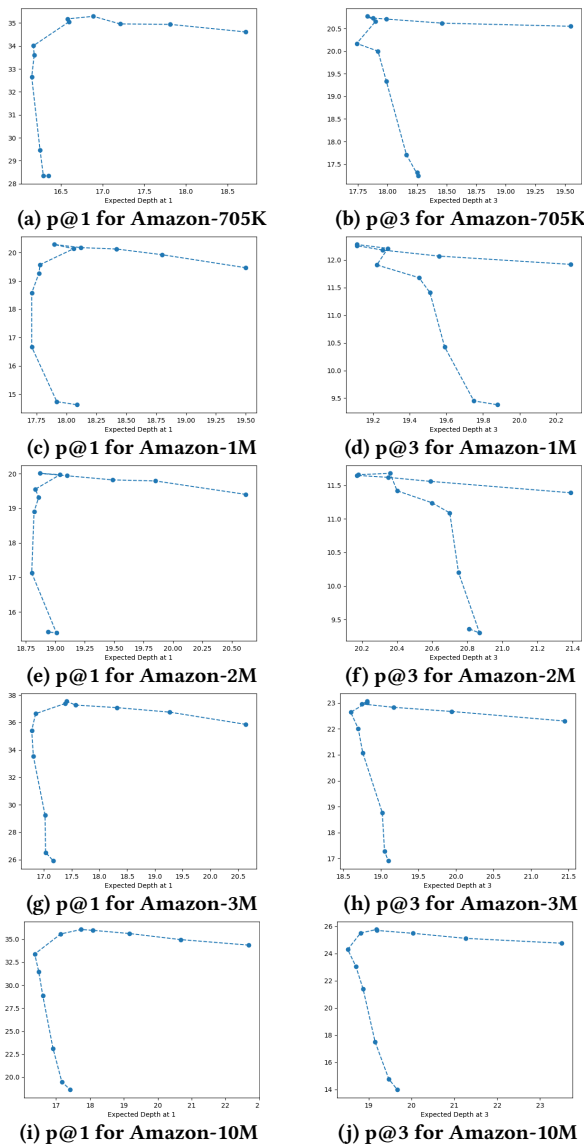 35
34
33
32
31
30
29
28
16.5 17.0 17.5 18.0 18.5
Expected Depth at 1
(a) p@1 for Amazon-705K
20.5
20.0
19.5
19.0
18.5
18.0
17.5
17.75 18.00 18.25 18.50 18.75 19.00 19.25 19.50
Expected Depth at 3
(b) p@3 for Amazon-705K
20
19
18
17
16
15
17.75 18.00 18.25 18.50 18.75 19.00 19.25 19.50
Expected Depth at 1
(c) p@1 for Amazon-1M
12.0
11.5
11.0
10.5
10.0
9.5
19.2 19.4 19.6 19.8 20.0 20.2
Expected Depth at 3
(d) p@3 for Amazon-1M
20
19
18
17
16
18.75 19.00 19.25 19.50 19.75 20.00 20.25 20.50
Expected Depth at 1
(e) p@1 for Amazon-2M
11.5
11.0
10.5
10.0
9.5
20.2 20.4 20.6 20.8 21.0 21.2 21.4
Expected Depth at 3
(f) p@3 for Amazon-2M
38
36
34
32
30
28
26
17.0 17.5 18.0 18.5 19.0 19.5 20.0 20.5
Expected Depth at 1
(g) p@1 for Amazon-3M
23
22
21
20
19
18
17
18.5 19.0 19.5 20.0 20.5 21.0 21.5
Expected Depth at 3
(h) p@3 for Amazon-3M
35.0
32.5
30.0
27.5
25.0
22.5
20.0
17 18 19 20 21 22 2
Expected Depth at 1
(i) p@1 for Amazon-10M
26
24
22
20
18
16
14
19 20 21 22 23
Expected Depth at 3
(j) p@3 for Amazon-10M